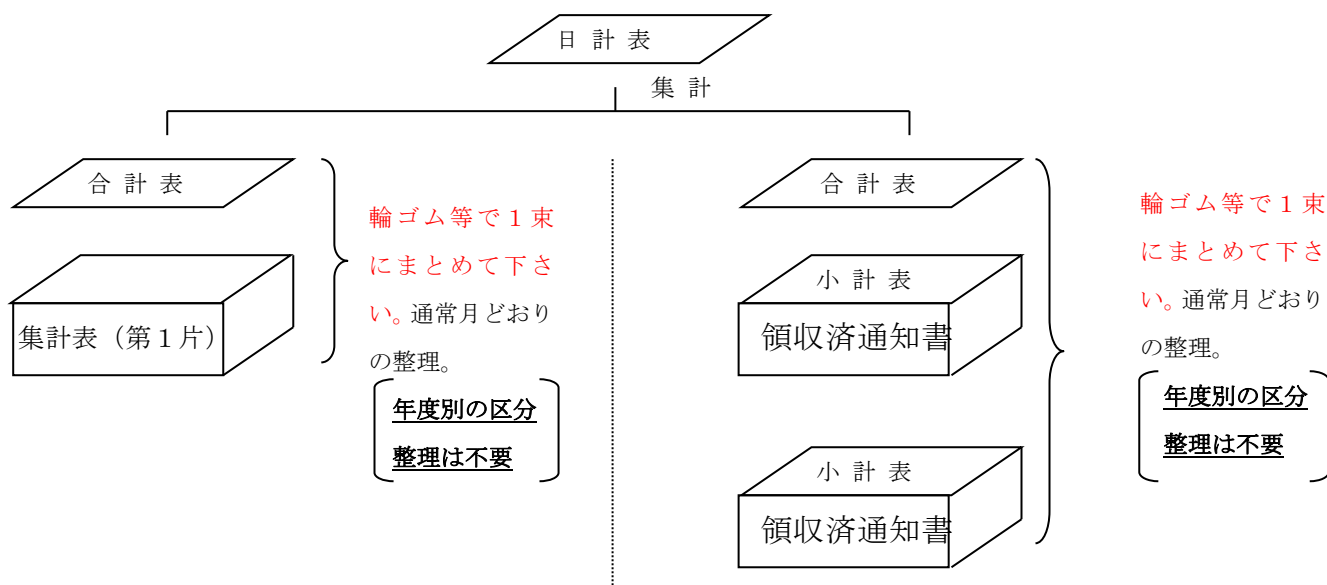 日 計 表
集 計
合 計 表
集計表（第１片）
輪ゴム等で１束
にまとめて下さ
い。通常月どおり
の整理。
年度別の区分
整理は不要
合 計 表
小 計 表
領収済通知書
小 計 表
領収済通知書
輪ゴム等で１束
にまとめて下さ
い。通常月どおり
の整理。
年度別の区分
整理は不要